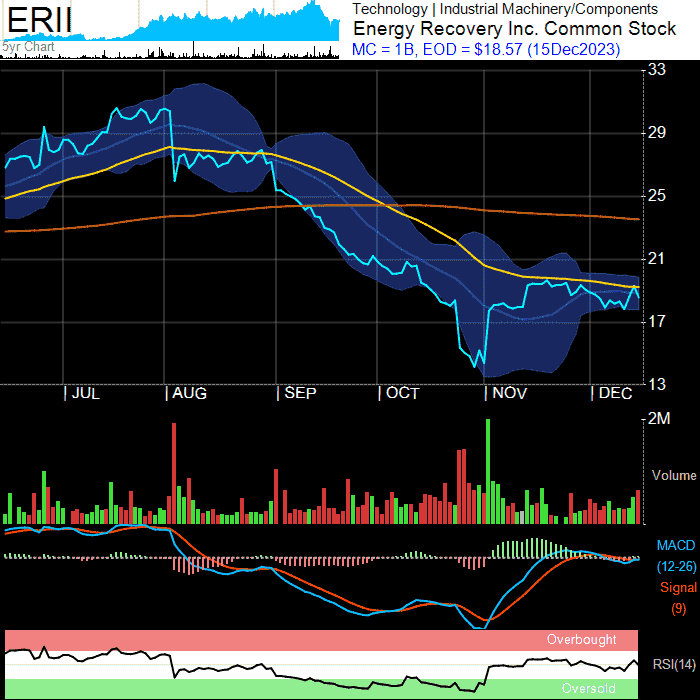 ERII
5yr Chart
Technology | Industrial Machinery/Components
Energy Recovery Inc. Common Stock
MC = 1B, EOD = $18.57 (15Dec2023)
33
29
25
21
17
13
| JUL | AUG | SEP | OCT | NOV | DEC
2M
Volume
MACD
(12-26)
Signal
(9)
Overbought
RSI(14)
Oversold